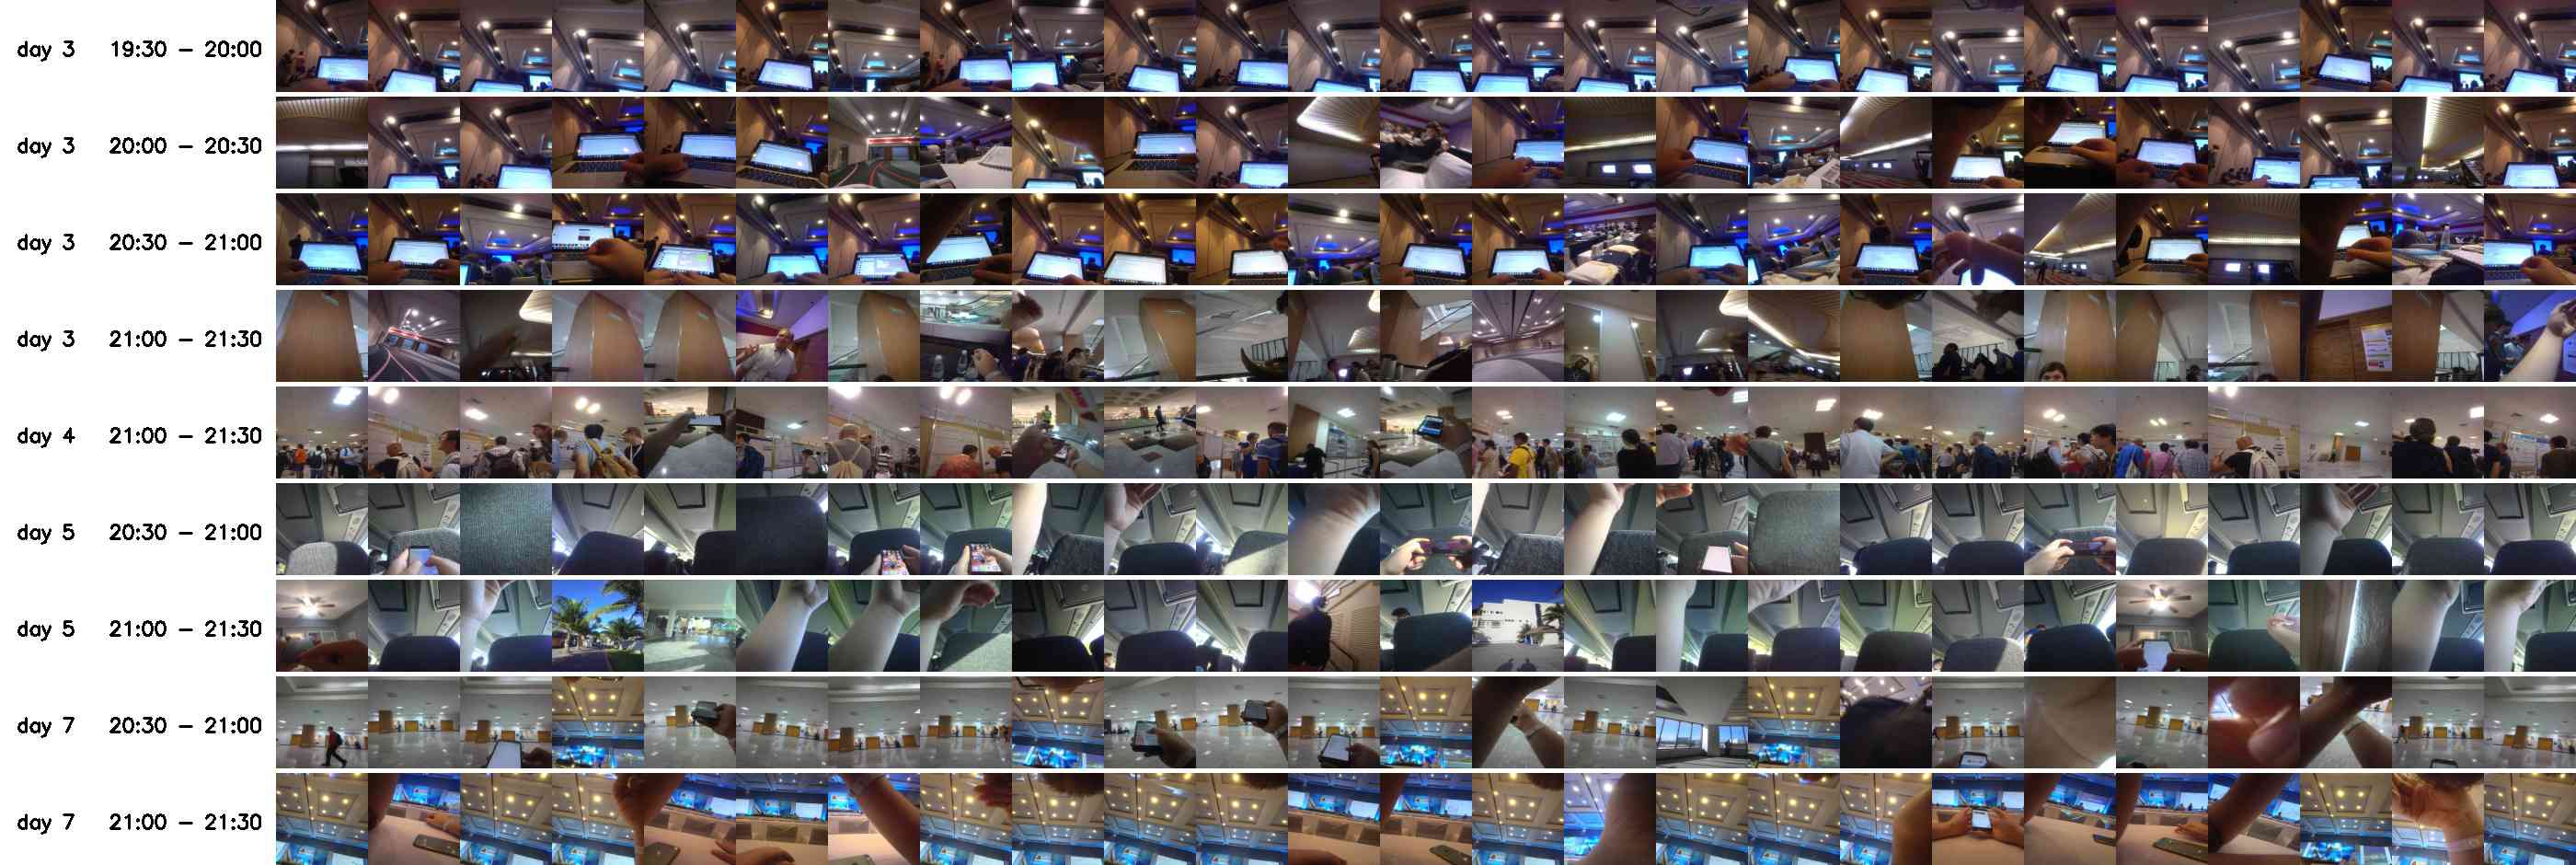 day 3 19:30 - 20:00
day 3 20:00 - 20:30
day 3 20:30 - 21:00
day 3 21:00 - 21:30
day 4 21:00 - 21:30
day 5 20:30 - 21:00
day 5 21:00 - 21:30
day 7 20:30 - 21:00
day 7 21:00 - 21:30